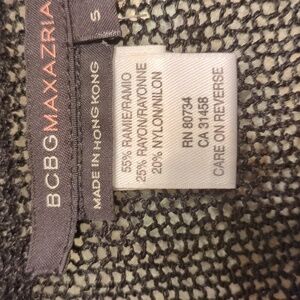 BCBGMAXAZRIA
S
MADE IN HONG KONG
55% RAMIE/RAMIO
25% RAYON/RAYONNE
20% NYLON/NILON
RN 80734
CA 31458
CARE ON REVERSE